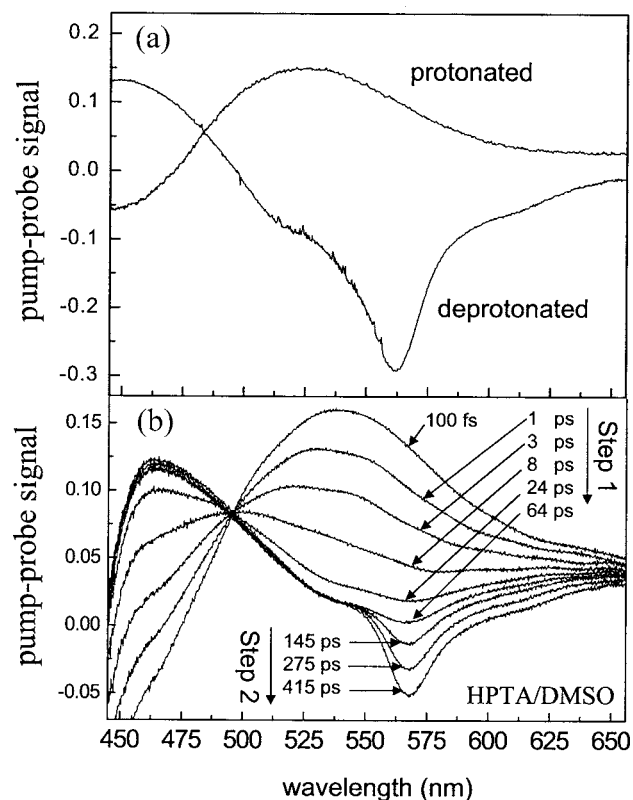 (a)
protonated
deprotonated
pump-probe signal
0.2
0.1
0.0
-0.1
-0.2
-0.3
(b)
100 fs
1 ps
3 ps
8 ps
24 ps
64 ps
Step 1
pump-probe signal
0.15
0.10
0.05
0.00
-0.05
Step 2
145 ps
275 ps
415 ps
HPTA/DMSO
450 475 500 525 550 575 600 625 650
wavelength (nm)